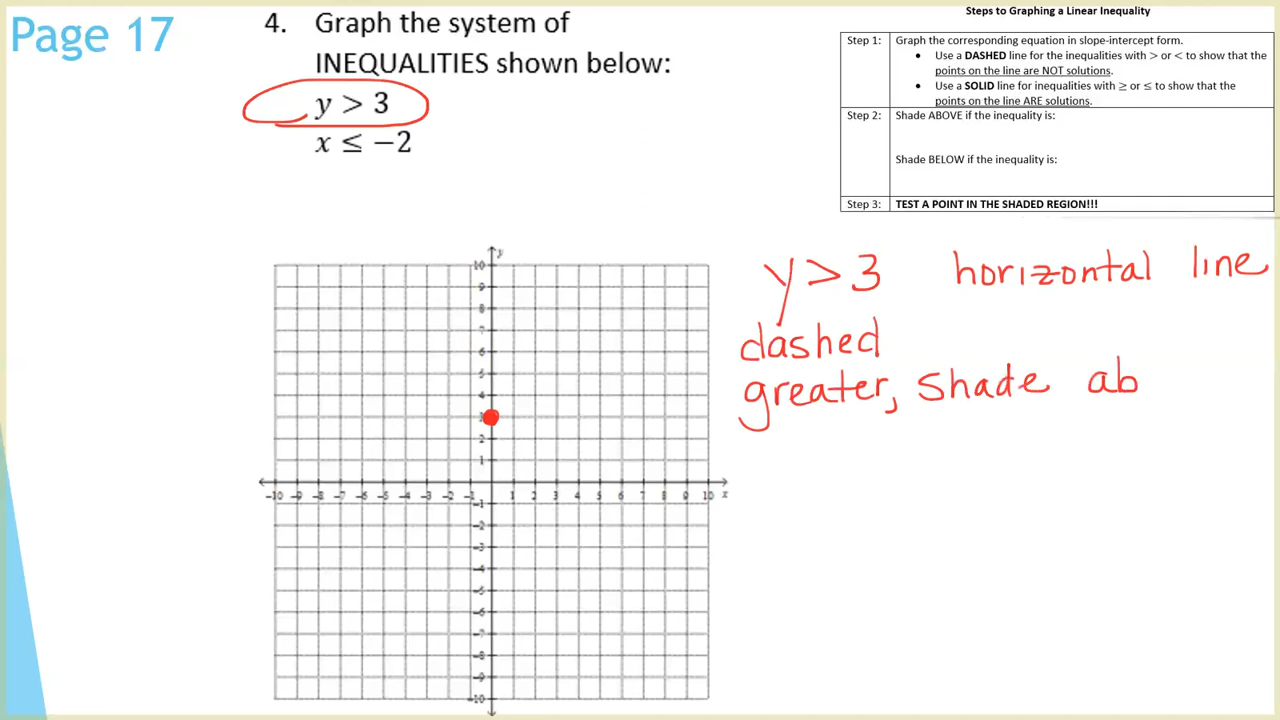 Page 17
4. Graph the system of
INEQUALITIES shown below:
y > 3
x ≤ −2
Steps to Graphing a Linear Inequality
Step 1: Graph the corresponding equation in slope-intercept form.
• Use a DASHED line for the inequalities with > or < to show that the
points on the line are NOT solutions.
• Use a SOLID line for inequalities with ≥ or ≤ to show that the
points on the line ARE solutions.
Step 2: Shade ABOVE if the inequality is:
Shade BELOW if the inequality is:
Step 3: TEST A POINT IN THE SHADED REGION!!!
y > 3 horizontal line
dashed
greater, shade ab
y
10
9
8
7
6
5
4
3
2
1
-10 -9 -8 -7 -6 -5 -4 -3 -2 -1 1 2 3 4 5 6 7 8 9 10 x
-1
-2
-3
-4
-5
-6
-7
-8
-9
-10